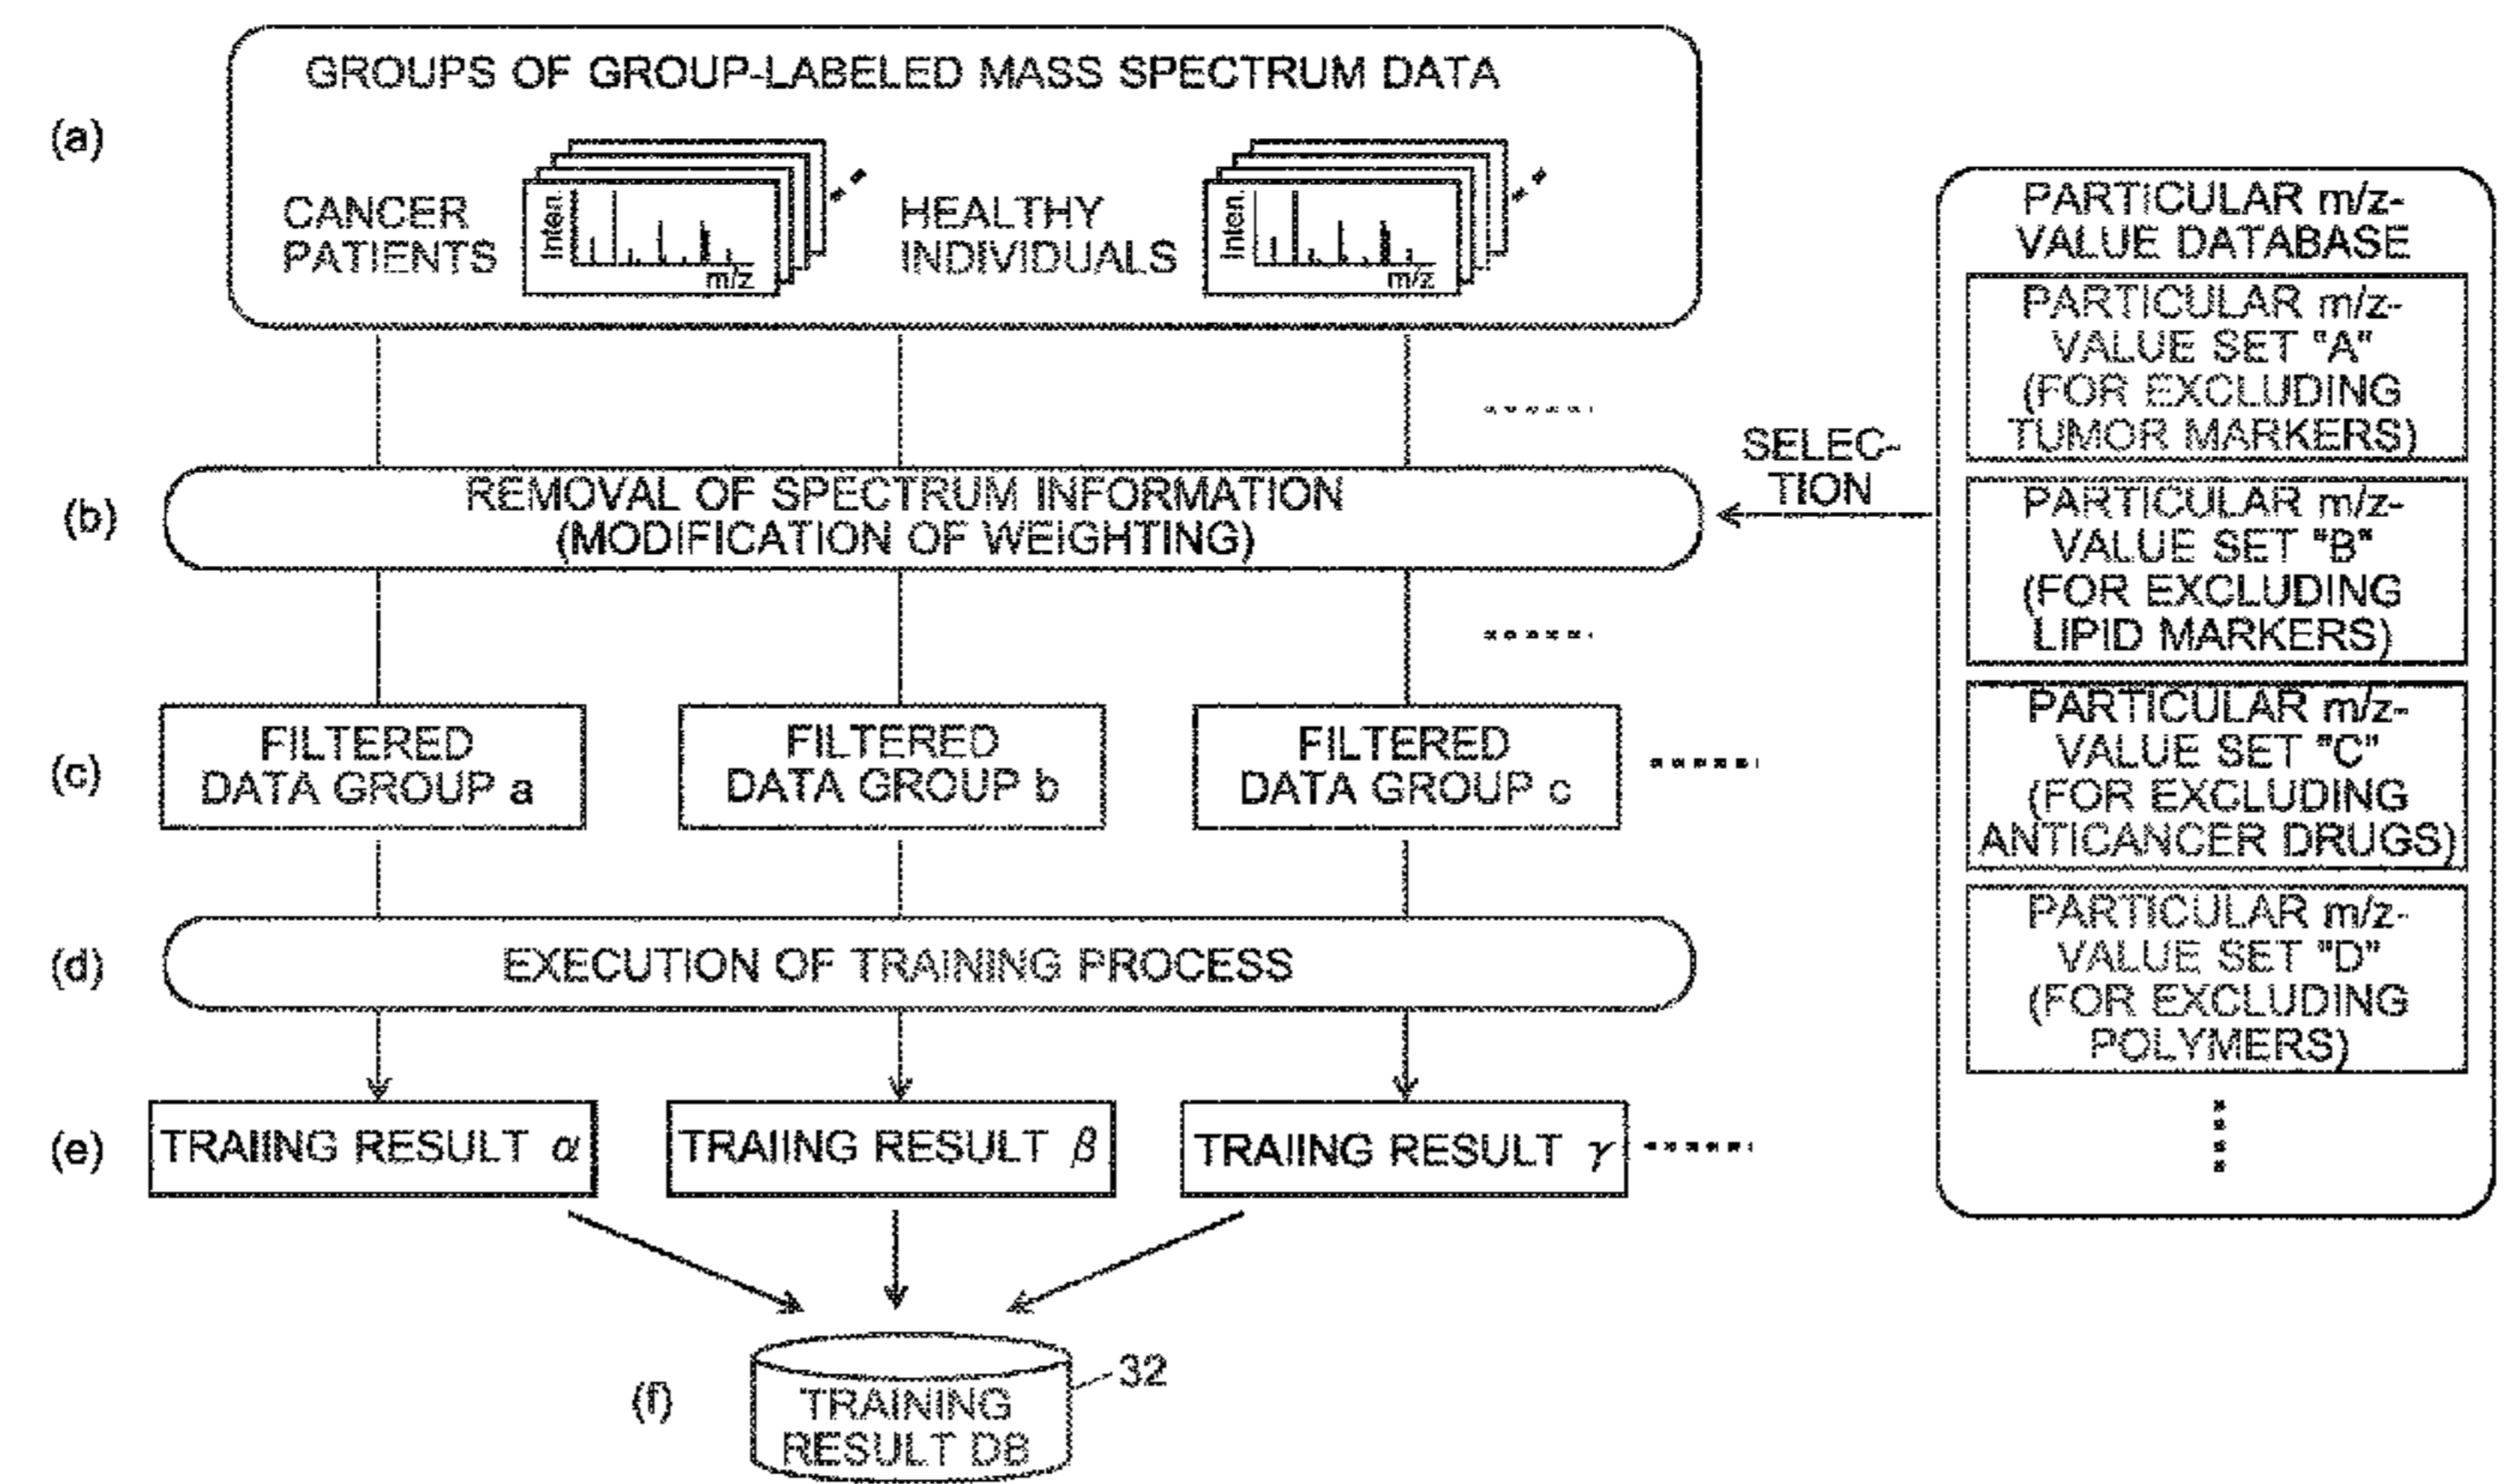 GROUPS OF GROUP-LABELED MASS SPECTRUM DATA
(a)
CANCER
PATIENTS
Inten.
m/z
HEALTHY
INDIVIDUALS
Inten.
m/z
PARTICULAR m/z-
VALUE DATABASE
PARTICULAR m/z-
VALUE SET "A"
(FOR EXCLUDING
TUMOR MARKERS)
PARTICULAR m/z-
VALUE SET "B"
(FOR EXCLUDING
LIPID MARKERS)
PARTICULAR m/z-
VALUE SET "C"
(FOR EXCLUDING
ANTICANCER DRUGS)
PARTICULAR m/z-
VALUE SET "D"
(FOR EXCLUDING
POLYMERS)
SELEC-
TION
(b)
REMOVAL OF SPECTRUM INFORMATION
(MODIFICATION OF WEIGHTING)
(c)
FILTERED
DATA GROUP a
FILTERED
DATA GROUP b
FILTERED
DATA GROUP c
(d)
EXECUTION OF TRAINING PROCESS
(e)
TRAIING RESULT α
TRAIING RESULT β
TRAIING RESULT γ
(f)
TRAINING
RESULT DB
32